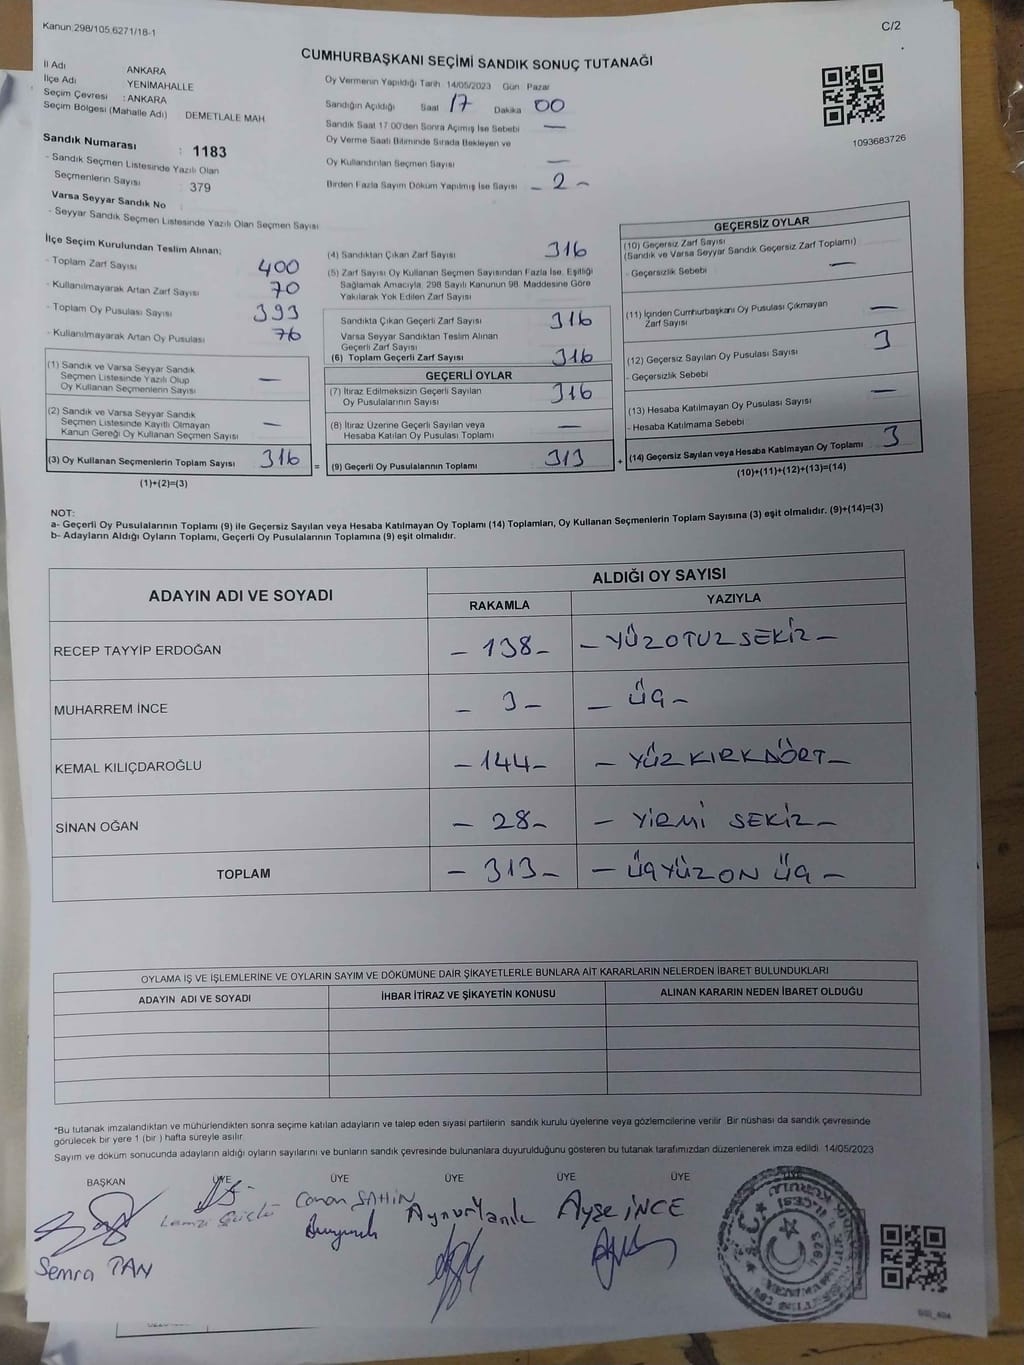 Kanun:298/105.6271/18-1
C/2
CUMHURBAŞKANI SEÇİMİ SANDIK SONUÇ TUTANAĞI
İl Adı ANKARA
İlçe Adı YENİMAHALLE
Seçim Çevresi : ANKARA
Seçim Bölgesi (Mahalle Adı) DEMETLALE MAH
Oy Vermenin Yapıldığı Tarih 14/05/2023 Gün Pazar
Sandığın Açıldığı Saat 17 Dakika 00
Sandık Saat 17:00'den Sonra Açımış İse Sebebi —
Oy Verme Saati Bitiminde Sırada Bekleyen ve
Oy Kullandırılan Seçmen Sayısı —
Birden Fazla Sayım Döküm Yapılmış İse Sayısı - 2 -
1093683726
Sandık Numarası : 1183
- Sandık Seçmen Listesinde Yazılı Olan
Seçmenlerin Sayısı 379
Varsa Seyyar Sandık No
- Seyyar Sandık Seçmen Listesinde Yazılı Olan Seçmen Sayısı
İlçe Seçim Kurulundan Teslim Alınan;
- Toplam Zarf Sayısı 400
- Kullanılmayarak Artan Zarf Sayısı 70
- Toplam Oy Pusulası Sayısı 393
- Kullanılmayarak Artan Oy Pusulası 76
(1) Sandık ve Varsa Seyyar Sandık
Seçmen Listesinde Yazılı Olup
Oy Kullanan Seçmenlerin Sayısı —
(2) Sandık ve Varsa Seyyar Sandık
Seçmen Listesinde Kayıtlı Olmayan
Kanun Gereği Oy Kullanan Seçmen Sayısı —
(3) Oy Kullanan Seçmenlerin Toplam Sayısı 316 =
(1)+(2)=(3)
(4) Sandıktan Çıkan Zarf Sayısı 316
(5) Zarf Sayısı Oy Kullanan Seçmen Sayısından Fazla İse, Eşitliği
Sağlamak Amacıyla, 298 Sayılı Kanunun 98. Maddesine Göre
Yakılarak Yok Edilen Zarf Sayısı
Sandıkta Çıkan Geçerli Zarf Sayısı 316
Varsa Seyyar Sandıktan Teslim Alınan
Geçerli Zarf Sayısı
(6) Toplam Geçerli Zarf Sayısı 316
GEÇERLİ OYLAR
(7) İtiraz Edilmeksizin Geçerli Sayılan
Oy Pusulalarının Sayısı 316
(8) İtiraz Üzerine Geçerli Sayılan veya
Hesaba Katılan Oy Pusulası Toplamı —
(9) Geçerli Oy Pusulalarının Toplamı 313 +
GEÇERSİZ OYLAR
(10) Geçersiz Zarf Sayısı
(Sandık ve Varsa Seyyar Sandık Geçersiz Zarf Toplamı)
- Geçersizlik Sebebi —
(11) İçinden Cumhurbaşkanı Oy Pusulası Çıkmayan
Zarf Sayısı —
(12) Geçersiz Sayılan Oy Pusulası Sayısı 3
- Geçersizlik Sebebi
(13) Hesaba Katılmayan Oy Pusulası Sayısı —
- Hesaba Katılmama Sebebi
(14) Geçersiz Sayılan veya Hesaba Katılmayan Oy Toplamı 3
(10)+(11)+(12)+(13)=(14)
NOT:
a- Geçerli Oy Pusulalarının Toplamı (9) ile Geçersiz Sayılan veya Hesaba Katılmayan Oy Toplamı (14) Toplamları, Oy Kullanan Seçmenlerin Toplam Sayısına (3) eşit olmalıdır. (9)+(14)=(3)
b- Adayların Aldığı Oyların Toplamı, Geçerli Oy Pusulalarının Toplamına (9) eşit olmalıdır.
ADAYIN ADI VE SOYADI ALDIĞI OY SAYISI
RAKAMLA YAZIYLA
RECEP TAYYİP ERDOĞAN - 138 - - YÜZOTUZSEKİZ -
MUHARREM İNCE - 3 - - ÜÇ -
KEMAL KILIÇDAROĞLU - 144 - - YÜZKIRKDÖRT -
SİNAN OĞAN - 28 - - YİRMİ SEKİZ -
TOPLAM - 313 - - ÜÇYÜZON ÜÇ -
OYLAMA İŞ VE İŞLEMLERİNE VE OYLARIN SAYIM VE DÖKÜMÜNE DAİR ŞİKAYETLERLE BUNLARA AİT KARARLARIN NELERDEN İBARET BULUNDUKLARI
ADAYIN ADI VE SOYADI İHBAR İTİRAZ VE ŞİKAYETİN KONUSU ALINAN KARARIN NEDEN İBARET OLDUĞU
*Bu tutanak imzalandıktan ve mühürlendikten sonra seçime katılan adayların ve talep eden siyasi partilerin sandık kurulu üyelerine veya gözlemcilerine verilir. Bir nüshası da sandık çevresinde
görülecek bir yere 1 (bir ) hafta süreyle asılır.
Sayım ve döküm sonucunda adayların aldığı oyların sayılarını ve bunların sandık çevresinde bulunanlara duyurulduğunu gösteren bu tutanak tarafımızdan düzenlenerek imza edildi 14/05/2023
BAŞKAN ÜYE ÜYE ÜYE ÜYE ÜYE ÜYE
Canan ŞAHİN Aynur Yanık Ayşe İNCE
Semra TAN